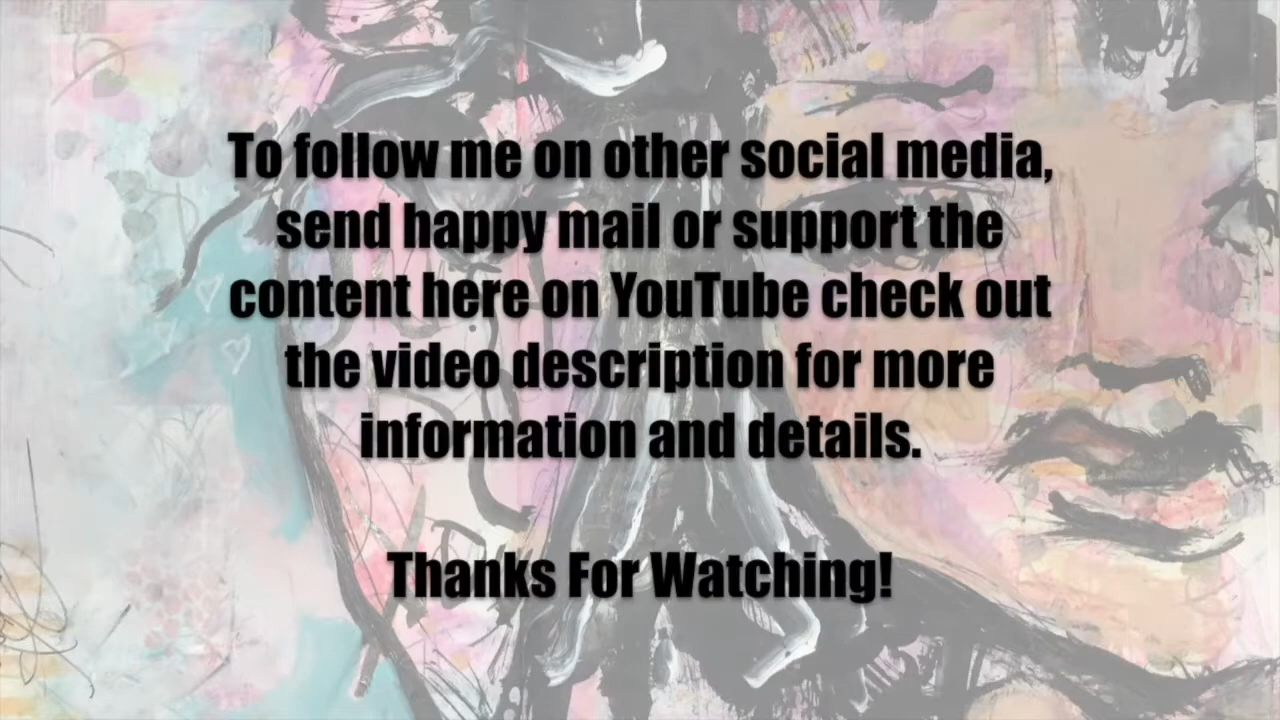 To follow me on other social media,
send happy mail or support the
content here on YouTube check out
the video description for more
information and details.
Thanks For Watching!